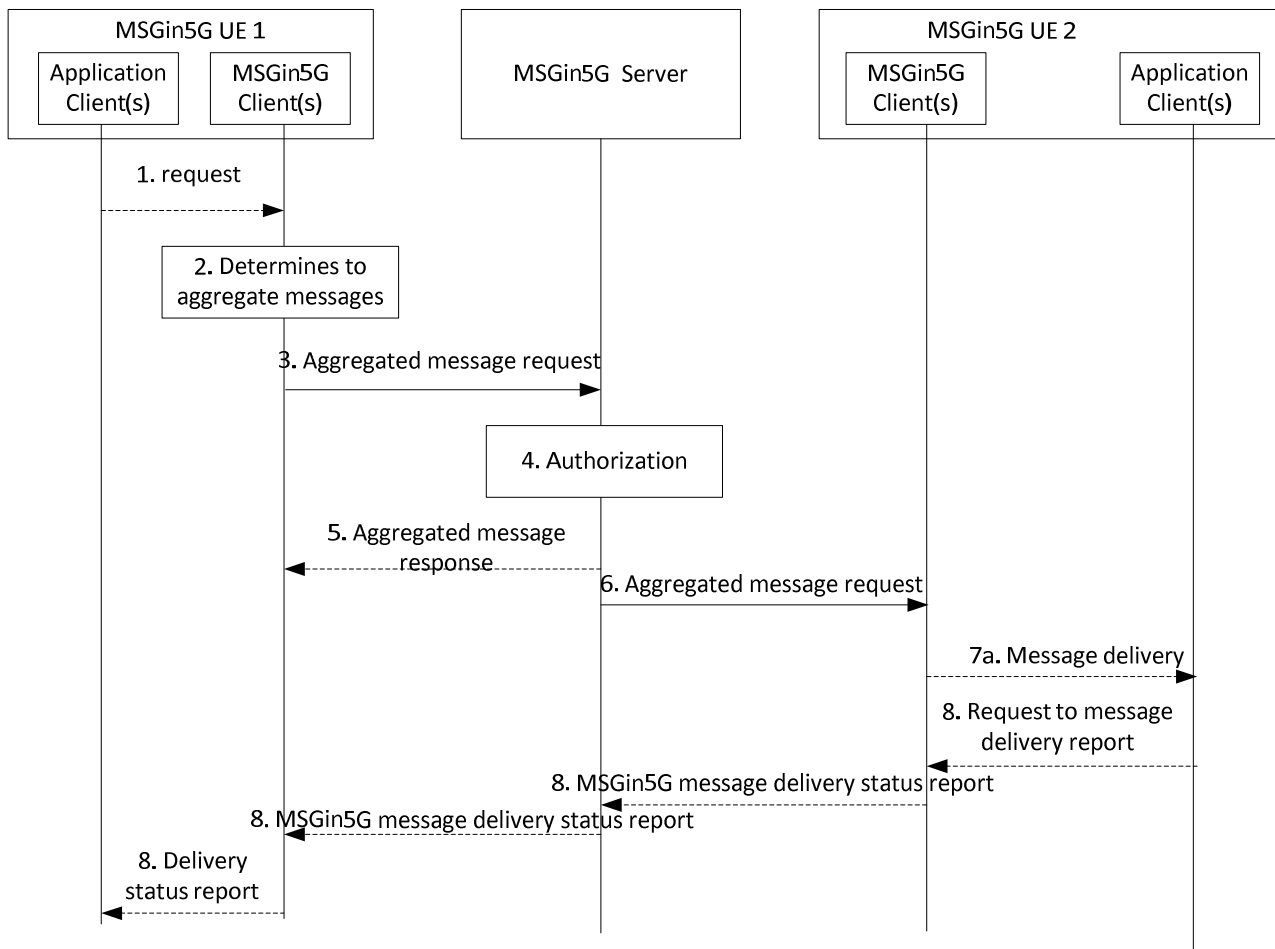 MSGin5G UE 1
Application
Client(s)
MSGin5G
Client(s)
MSGin5G Server
MSGin5G UE 2
MSGin5G
Client(s)
Application
Client(s)
1. request
2. Determines to
aggregate messages
3. Aggregated message request
4. Authorization
5. Aggregated message
response
6. Aggregated message request
7a. Message delivery
8. Request to message
delivery report
8. MSGin5G message delivery status report
8. MSGin5G message delivery status report
8. Delivery
status report